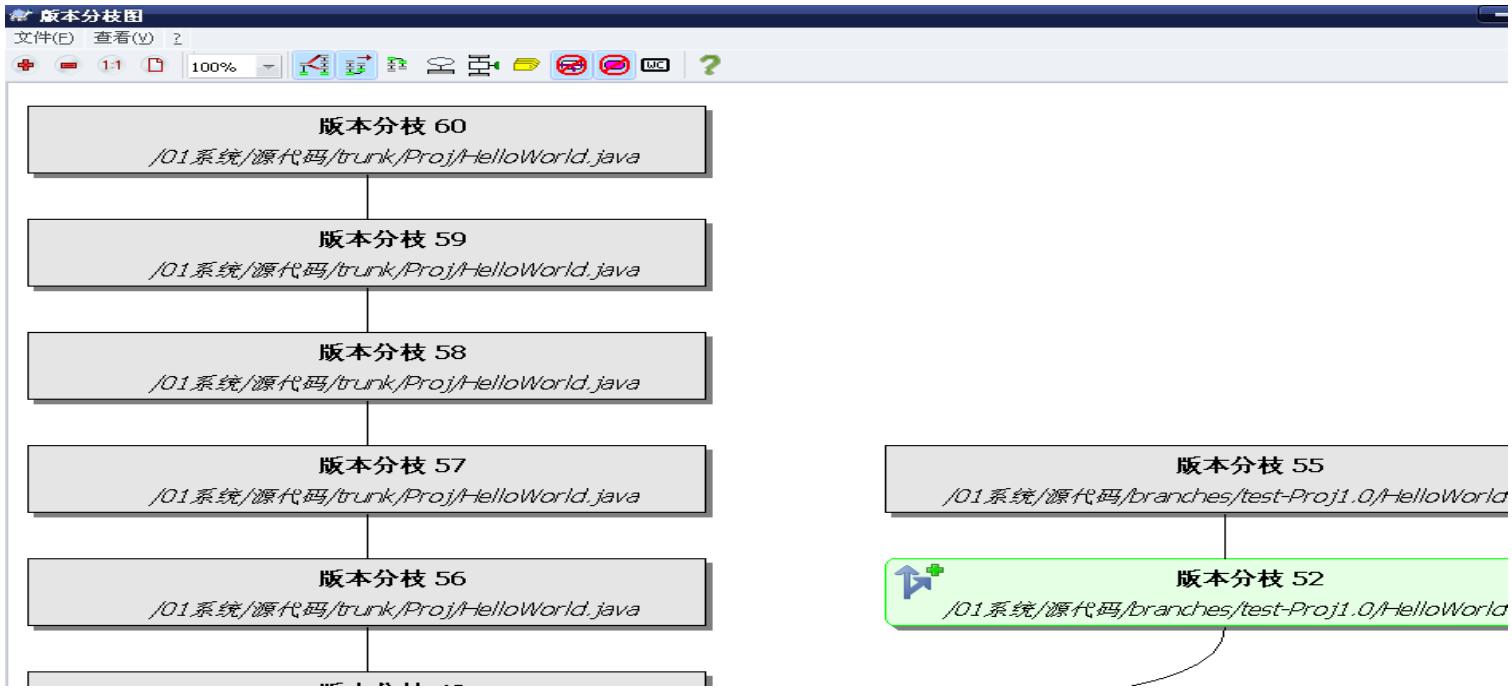 版本分枝图
文件(F) 查看(V) ?
1:1 100% WC ?
版本分枝 60
/01系统/源代码/trunk/Proj/HelloWorld.java
版本分枝 59
/01系统/源代码/trunk/Proj/HelloWorld.java
版本分枝 58
/01系统/源代码/trunk/Proj/HelloWorld.java
版本分枝 57
/01系统/源代码/trunk/Proj/HelloWorld.java
版本分枝 55
/01系统/源代码/branches/test-Proj1.0/HelloWorld
版本分枝 56
/01系统/源代码/trunk/Proj/HelloWorld.java
版本分枝 52
/01系统/源代码/branches/test-Proj1.0/HelloWorld